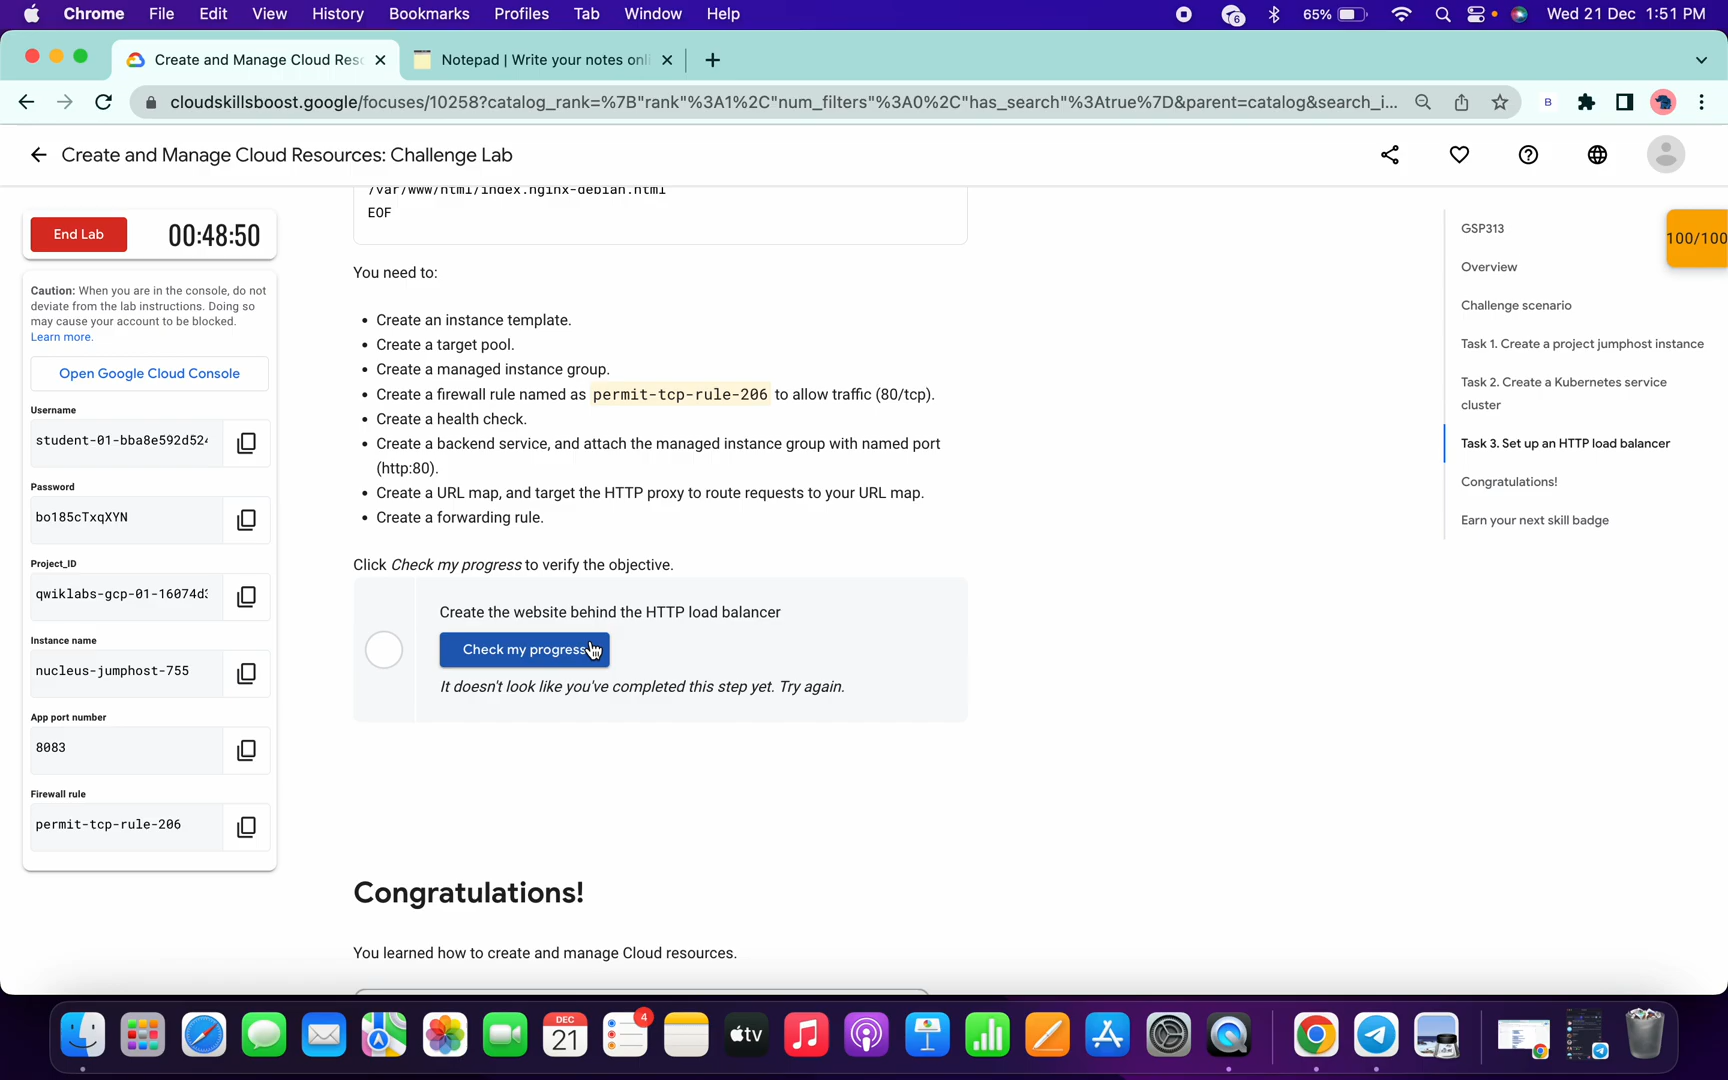 Chrome File Edit View History Bookmarks Profiles Tab Window Help
6 65% Wed 21 Dec 1:51 PM
Create and Manage Cloud Res
Notepad | Write your notes onli
cloudskillsboost.google/focuses/10258?catalog_rank=%7B"rank"%3A1%2C"num_filters"%3A0%2C"has_search"%3Atrue%7D&parent=catalog&search_i...
B
Create and Manage Cloud Resources: Challenge Lab
End Lab
00:48:50
Caution: When you are in the console, do not
deviate from the lab instructions. Doing so
may cause your account to be blocked.
Learn more.
Open Google Cloud Console
Username
student-01-bba8e592d524
Password
bo185cTxqXYN
Project_ID
qwiklabs-gcp-01-16074d3
Instance name
nucleus-jumphost-755
App port number
8083
Firewall rule
permit-tcp-rule-206
/var/www/html/index.nginx-debian.html
EOF
You need to:
• Create an instance template.
• Create a target pool.
• Create a managed instance group.
• Create a firewall rule named as permit-tcp-rule-206 to allow traffic (80/tcp).
• Create a health check.
• Create a backend service, and attach the managed instance group with named port
(http:80).
• Create a URL map, and target the HTTP proxy to route requests to your URL map.
• Create a forwarding rule.
Click Check my progress to verify the objective.
Create the website behind the HTTP load balancer
Check my progress
It doesn't look like you've completed this step yet. Try again.
Congratulations!
You learned how to create and manage Cloud resources.
GSP313
Overview
Challenge scenario
Task 1. Create a project jumphost instance
Task 2. Create a Kubernetes service
cluster
Task 3. Set up an HTTP load balancer
Congratulations!
Earn your next skill badge
100/100
DEC
21
4
tv